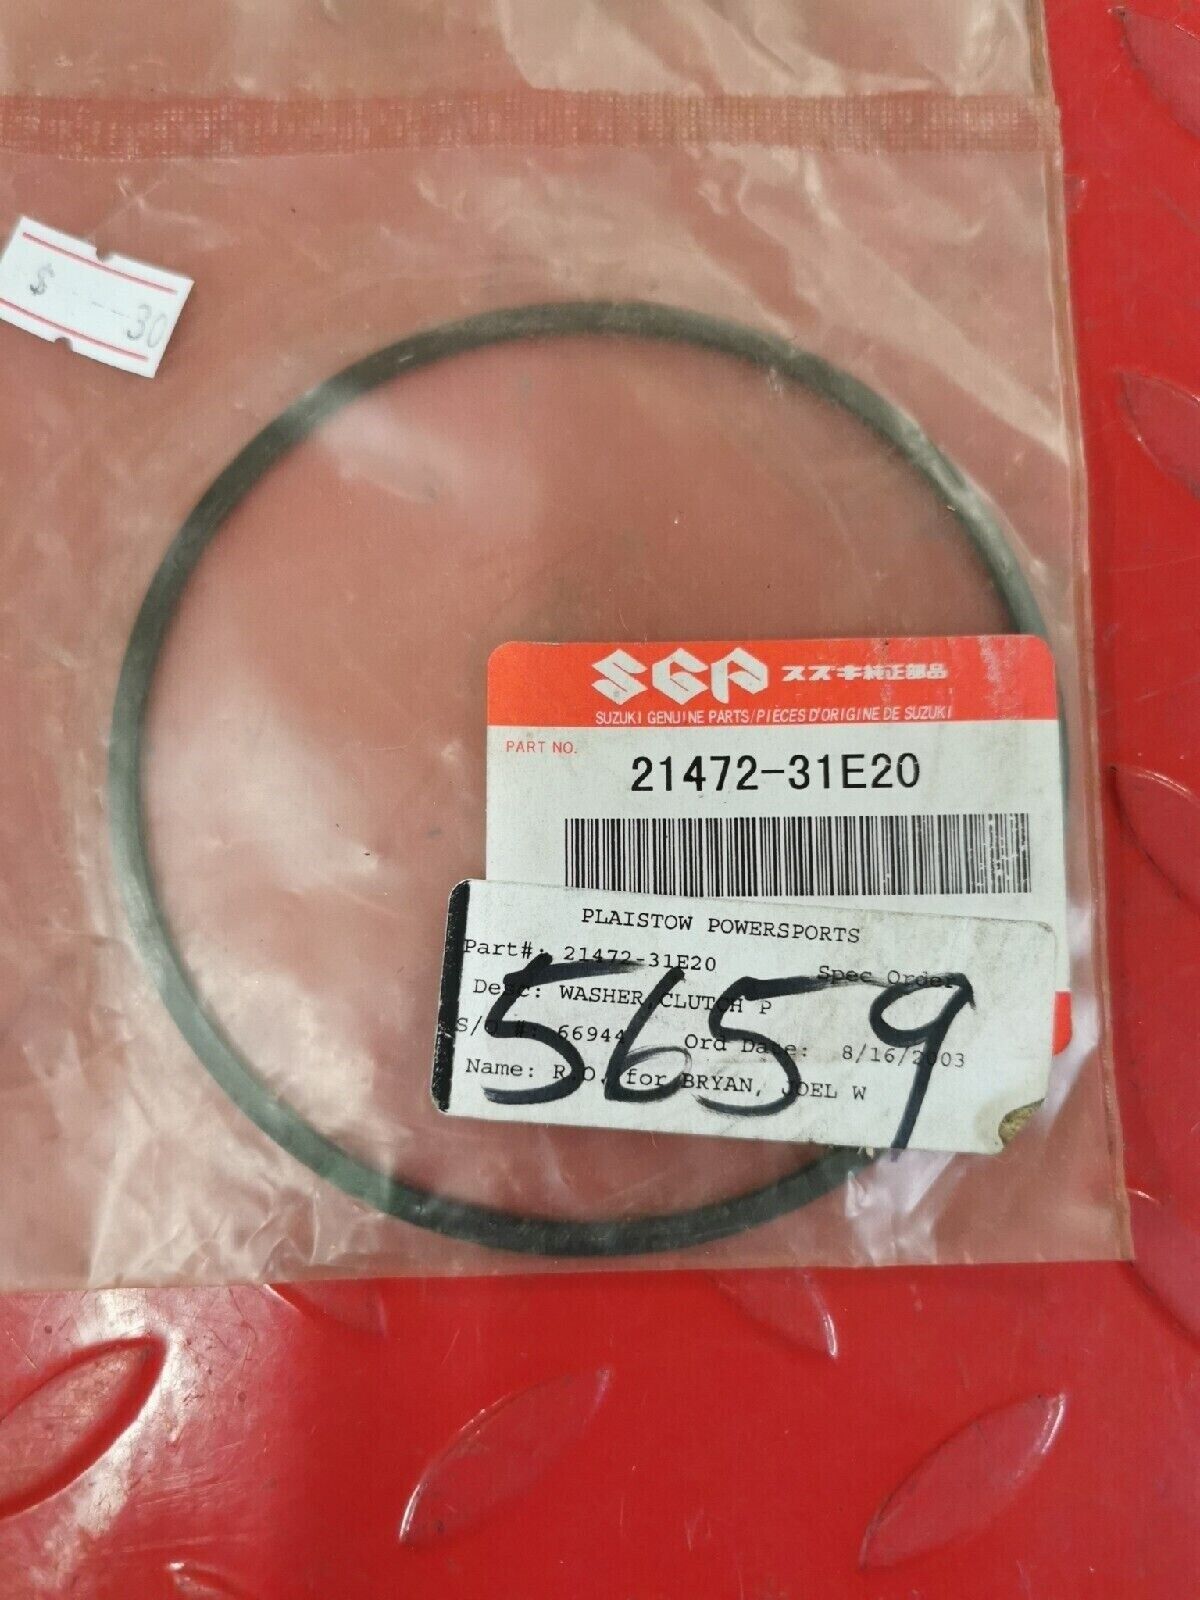 $ 30
SGP スズキ純正部品
SUZUKI GENUINE PARTS/PIÈCES D'ORIGINE DE SUZUKI
PART NO.
21472-31E20
PLAISTOW POWERSPORTS
Part#: 21472-31E20 Spec Order
Desc: WASHER,CLUTCH P
S/O #: 66944 Ord Date: 8/16/2003
Name: R.O. for BRYAN, JOEL W
5659